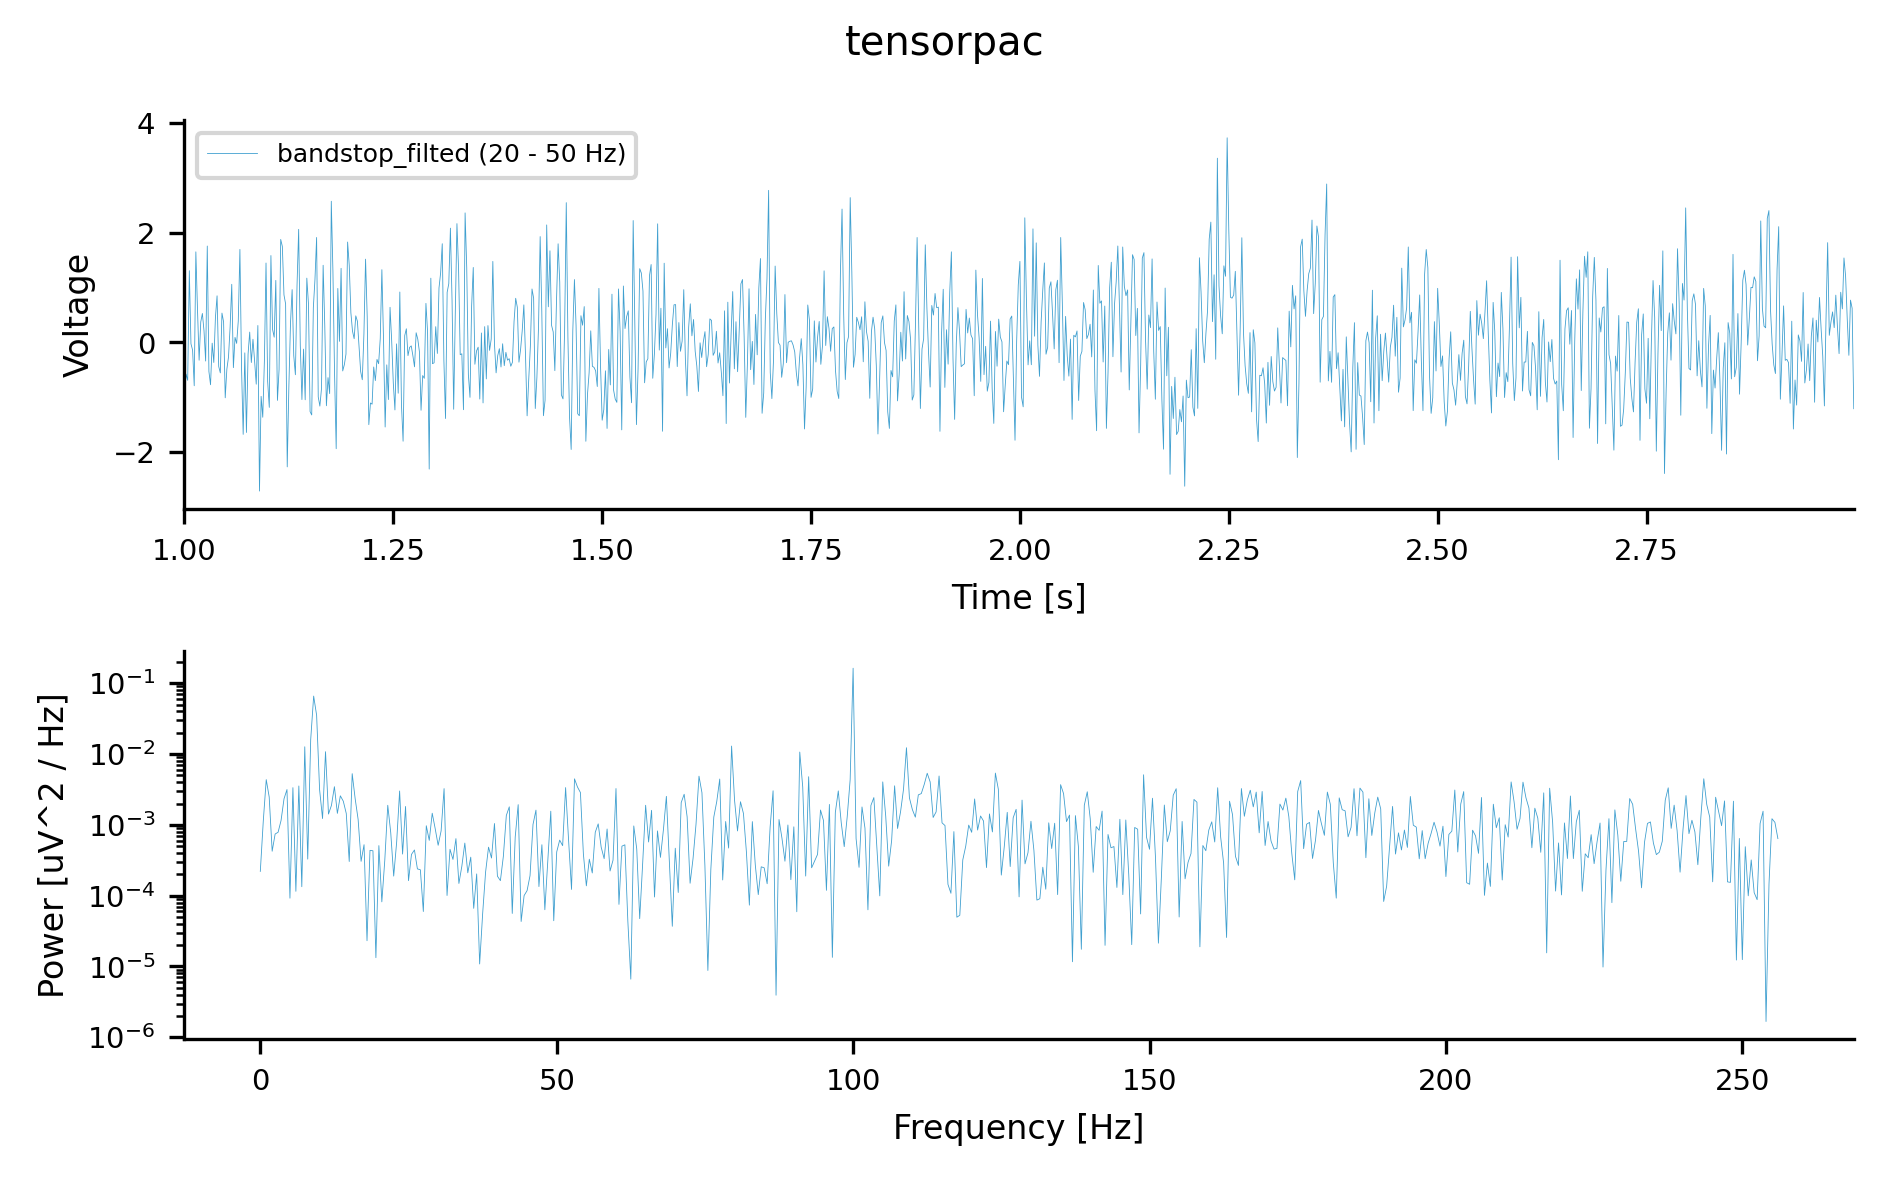 tensorpac
4
2
0
−2
Voltage
bandstop_filted (20 - 50 Hz)
1.00 1.25 1.50 1.75 2.00 2.25 2.50 2.75
Time [s]
10⁻¹
10⁻²
10⁻³
10⁻⁴
10⁻⁵
10⁻⁶
Power [uV^2 / Hz]
0 50 100 150 200 250
Frequency [Hz]